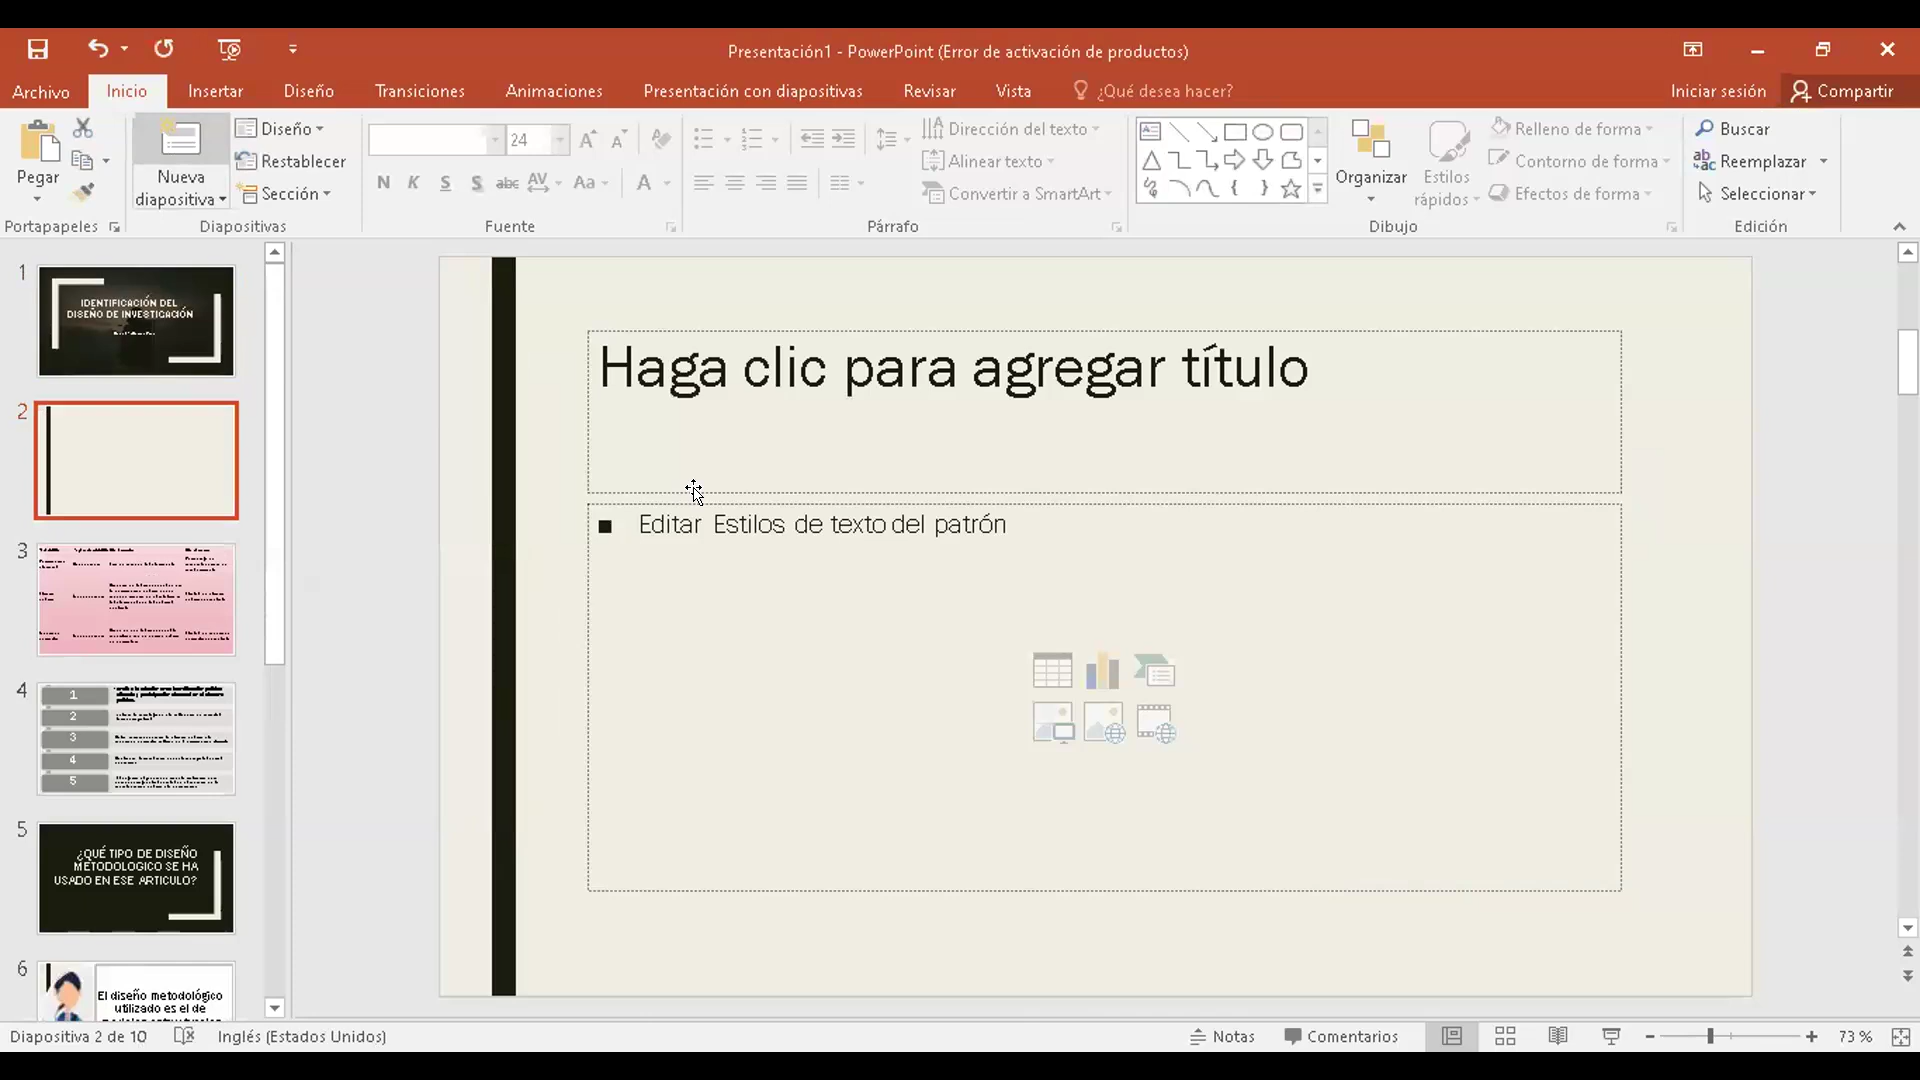 Presentación1 - PowerPoint (Error de activación de productos)
Archivo
Inicio
Insertar
Diseño
Transiciones
Animaciones
Presentación con diapositivas
Revisar
Vista
¿Qué desea hacer?
Iniciar sesión
Compartir
Pegar
Nueva
diapositiva
Diseño
Restablecer
Sección
24
N K S S abc AV Aa A
Dirección del texto
Alinear texto
Convertir a SmartArt
Organizar
Estilos
rápidos
Relleno de forma
Contorno de forma
Efectos de forma
Buscar
Reemplazar
Seleccionar
Portapapeles
Diapositivas
Fuente
Párrafo
Dibujo
Edición
1
IDENTIFICACIÓN DEL
DISEÑO DE INVESTIGACIÓN
2
3
4
1
2
3
4
5
5
¿QUÉ TIPO DE DISEÑO
METODOLOGICO SE HA
USADO EN ESE ARTICULO?
6
El diseño metodológico
utilizado es el de
Haga clic para agregar título
Editar Estilos de texto del patrón
Diapositiva 2 de 10
Inglés (Estados Unidos)
Notas
Comentarios
73 %